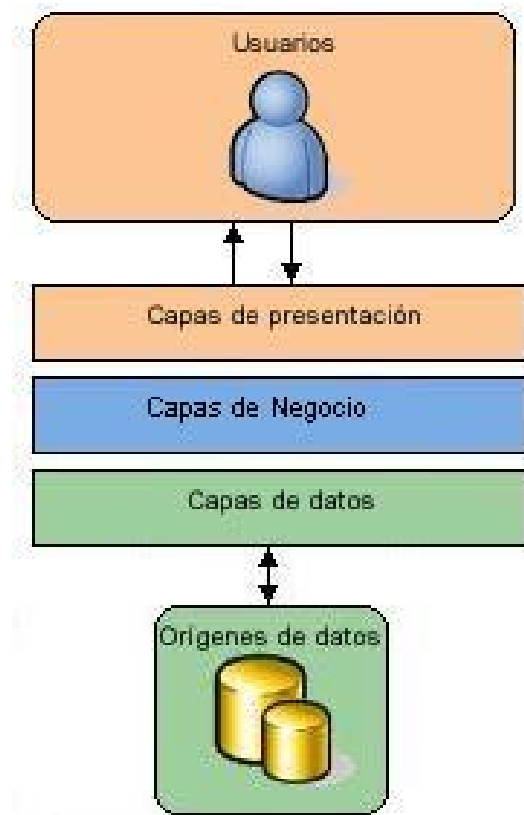 Usuarios
Capas de presentación
Capas de Negocio
Capas de datos
Orígenes de datos